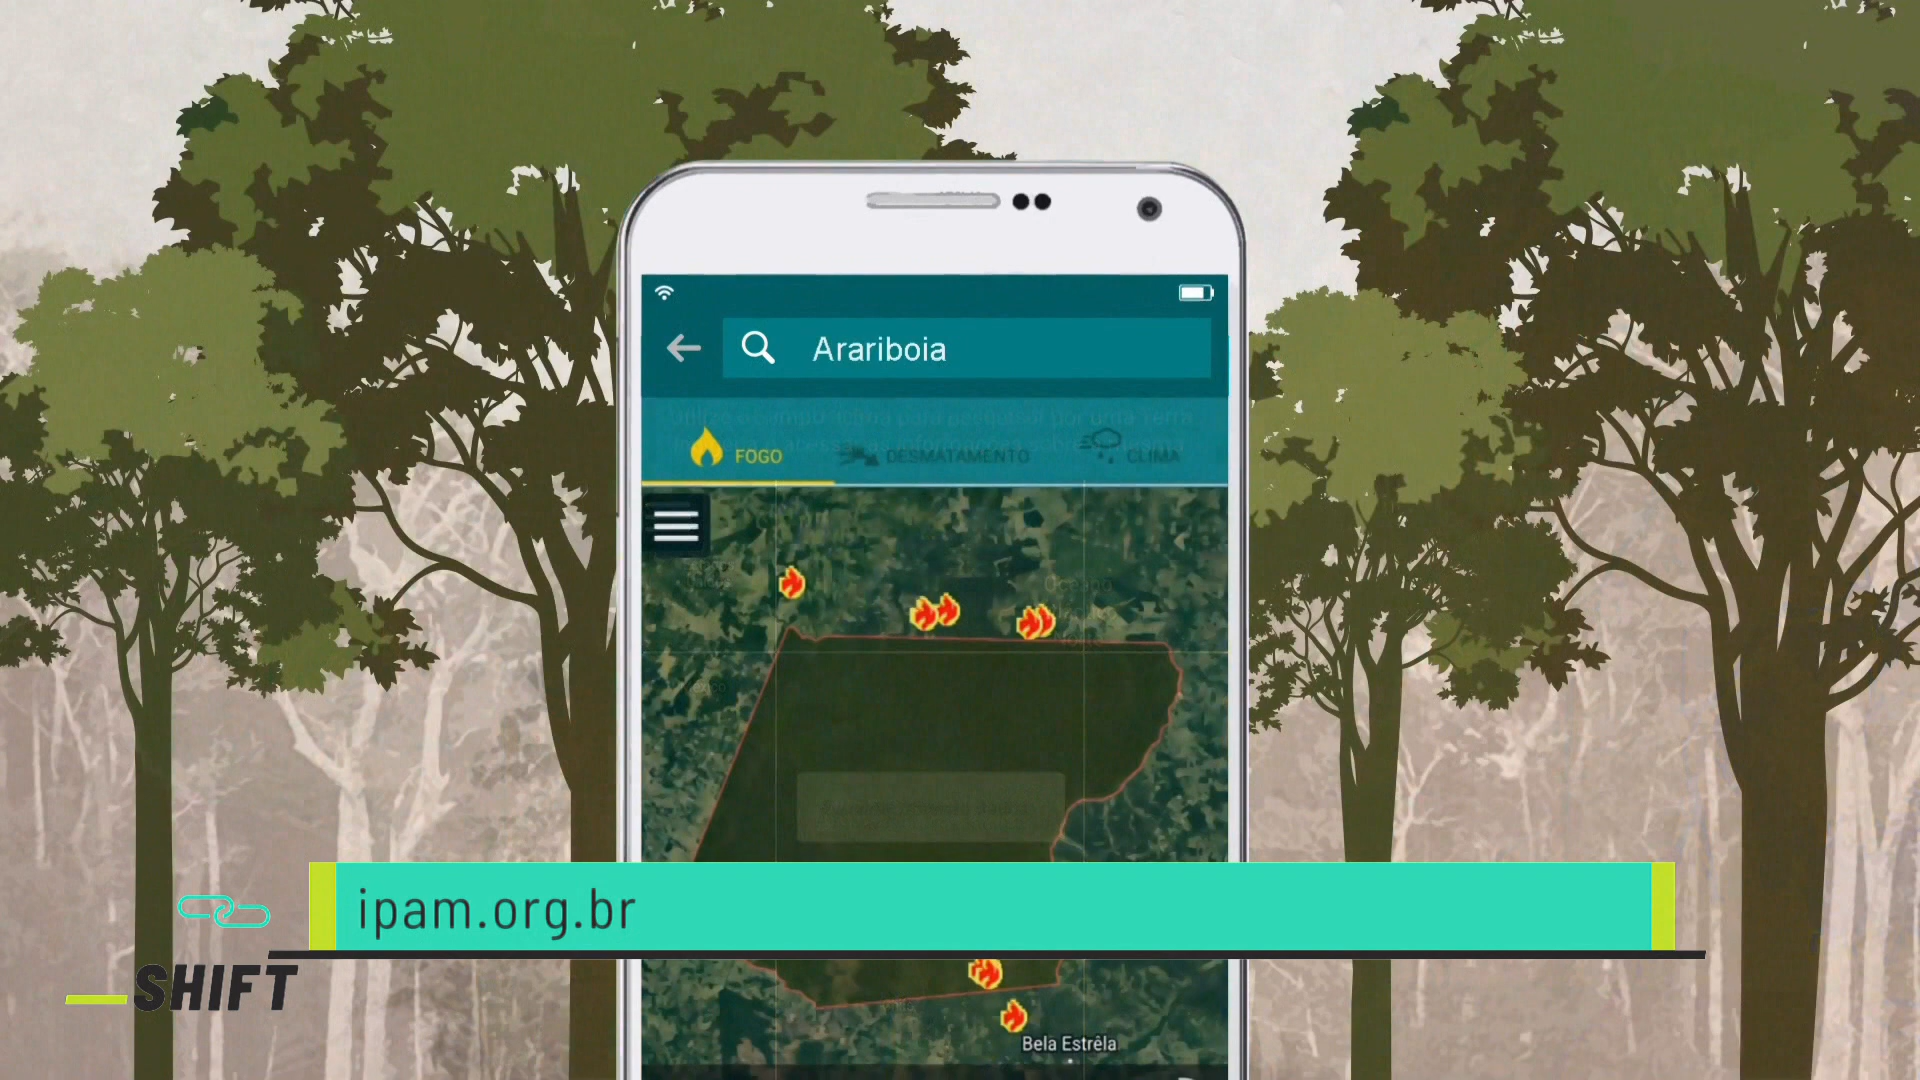 Arariboia
FOGO
DESMATAMENTO
CLIMA
ipam.org.br
SHIFT
Bela Estrêla